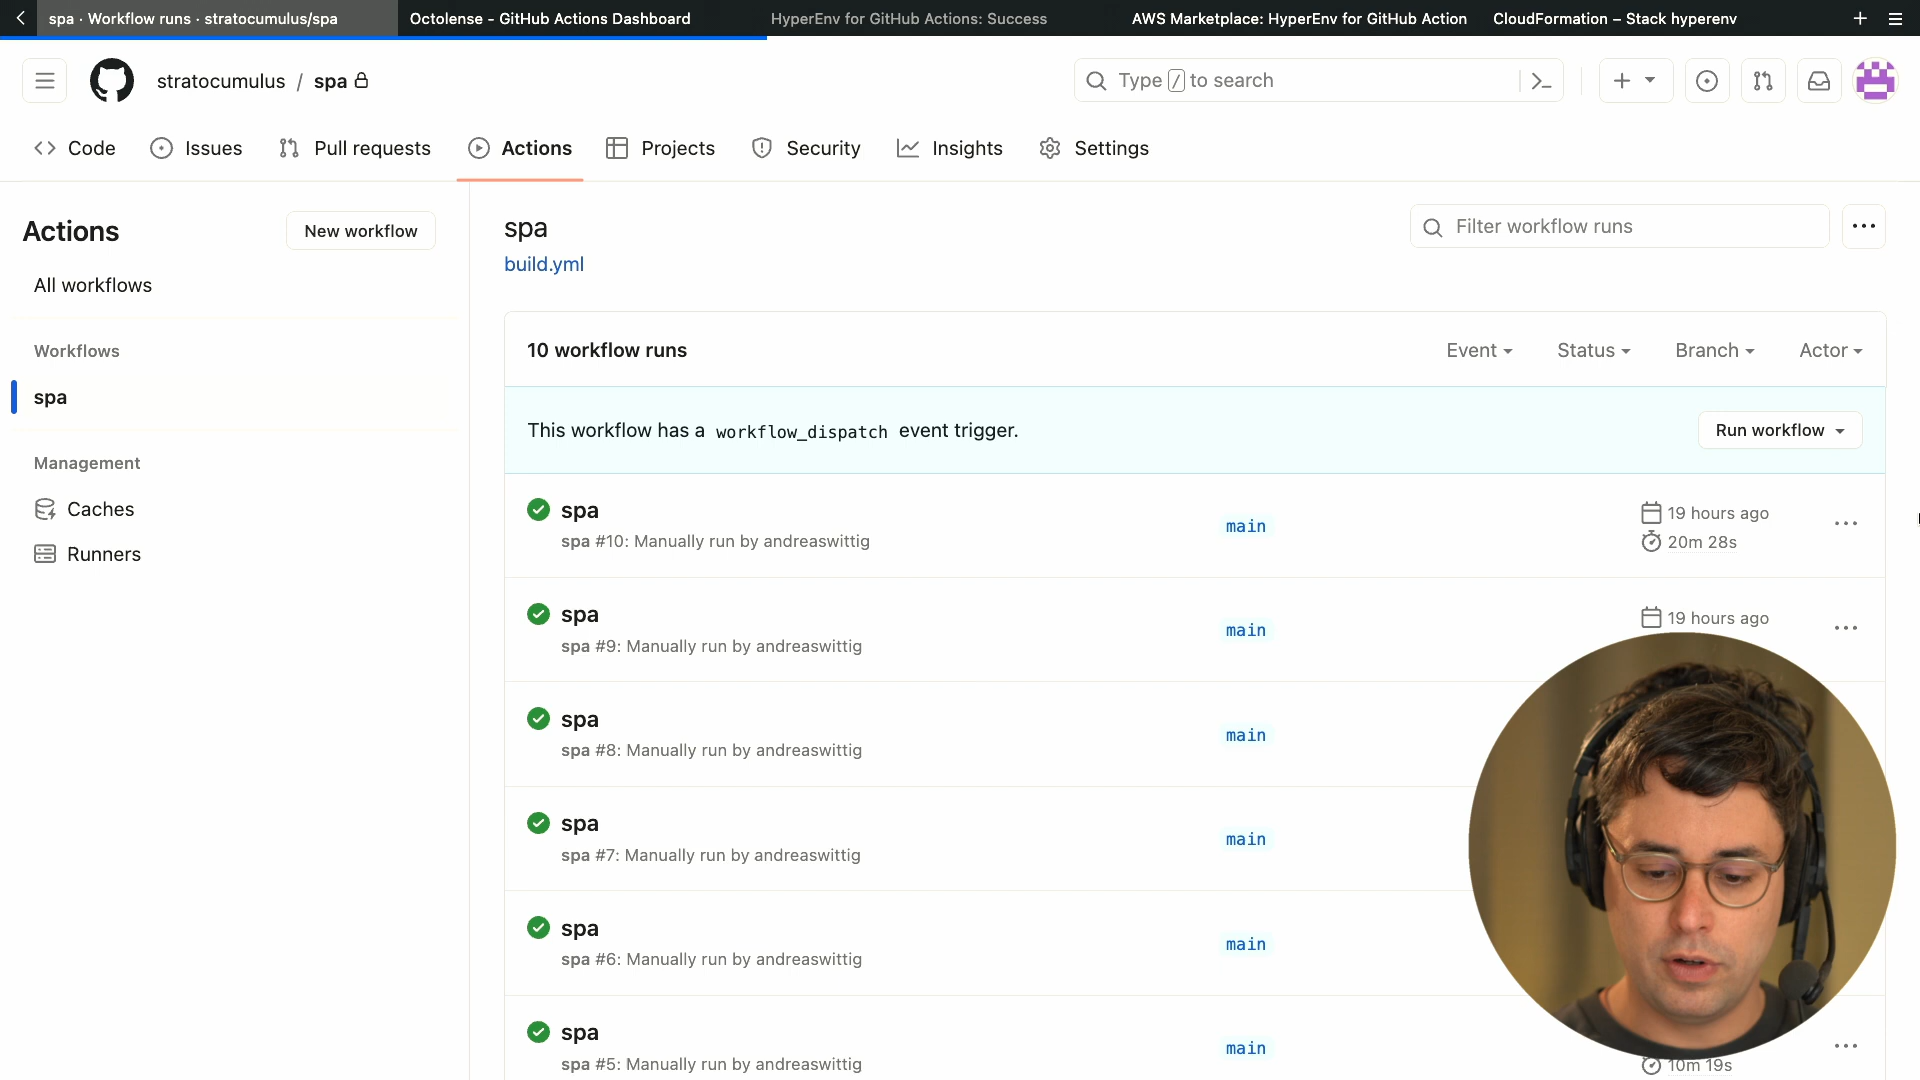 spa · Workflow runs · stratocumulus/spa
Octolense - GitHub Actions Dashboard
HyperEnv for GitHub Actions: Success
AWS Marketplace: HyperEnv for GitHub Action
CloudFormation – Stack hyperenv
stratocumulus / spa
Type / to search
Code
Issues
Pull requests
Actions
Projects
Security
Insights
Settings
Actions
New workflow
All workflows
Workflows
spa
Management
Caches
Runners
spa
build.yml
Filter workflow runs
10 workflow runs
Event
Status
Branch
Actor
This workflow has a workflow_dispatch event trigger.
Run workflow
spa
spa #10: Manually run by andreaswittig
main
19 hours ago
20m 28s
spa
spa #9: Manually run by andreaswittig
main
19 hours ago
spa
spa #8: Manually run by andreaswittig
main
spa
spa #7: Manually run by andreaswittig
main
spa
spa #6: Manually run by andreaswittig
main
spa
spa #5: Manually run by andreaswittig
main
10m 19s